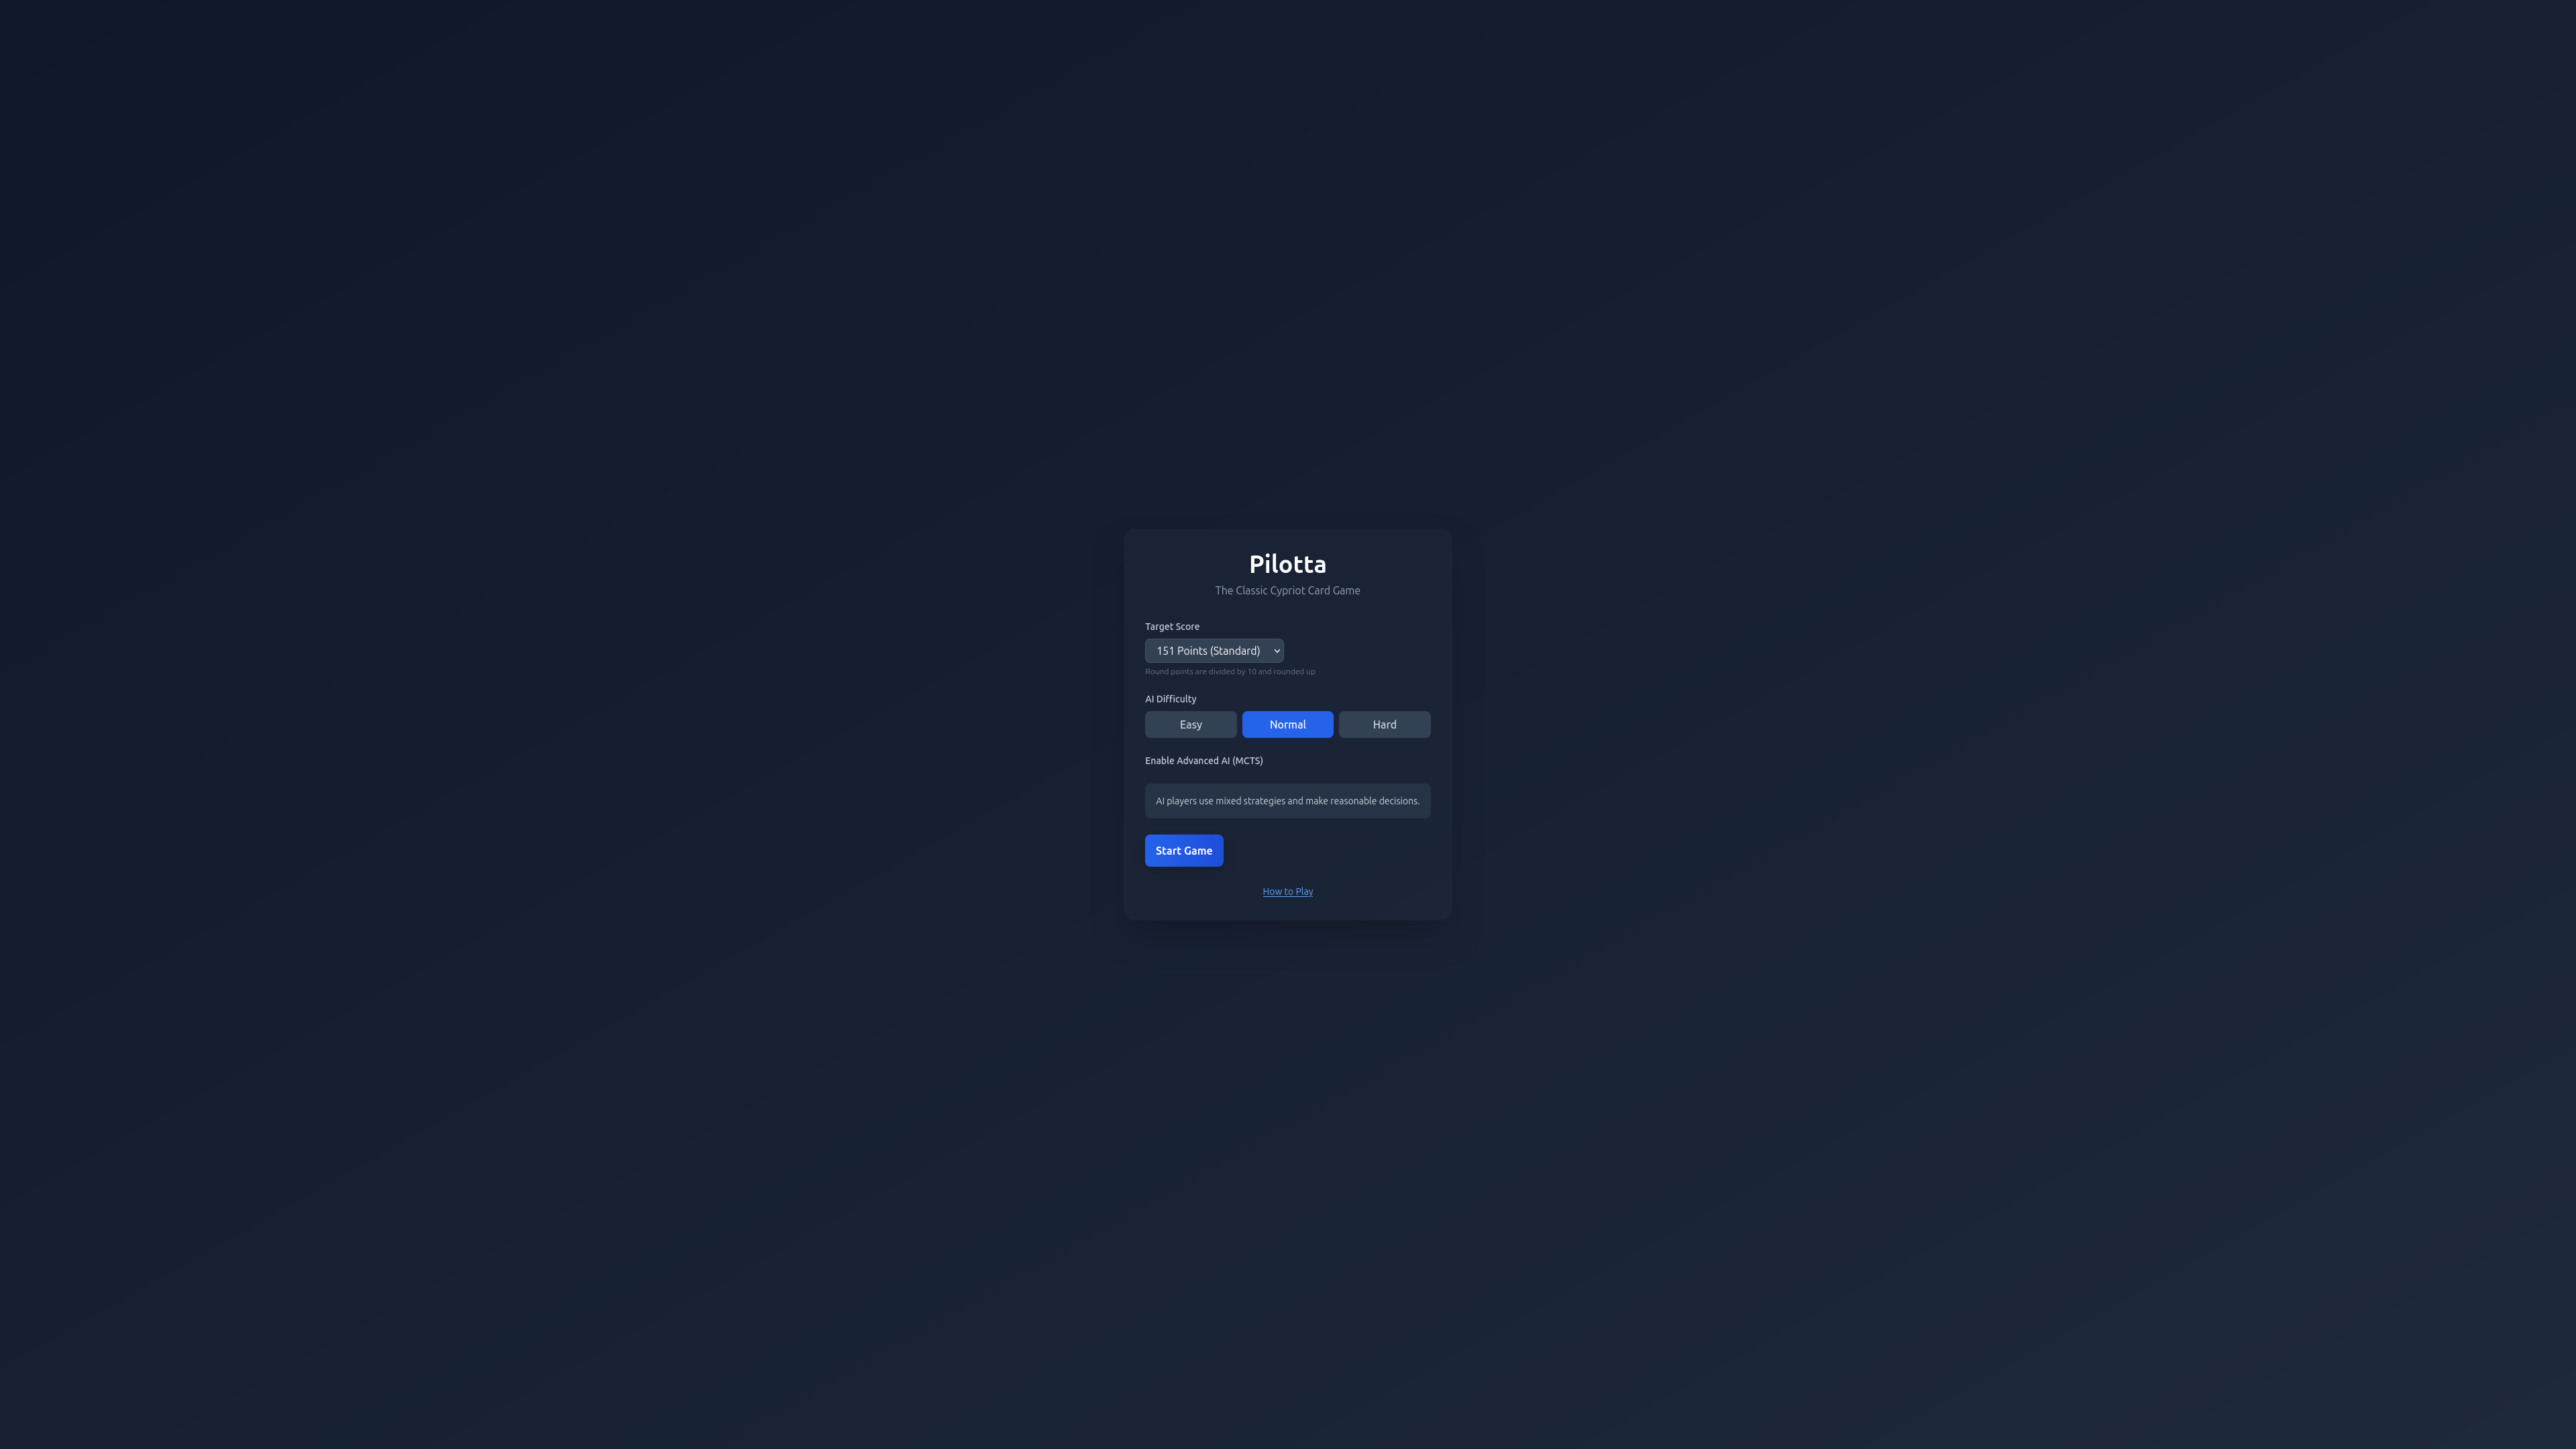 Pilotta
The Classic Cypriot Card Game
Target Score
151 Points (Standard)
Round points are divided by 10 and rounded up
AI Difficulty
Easy
Normal
Hard
Enable Advanced AI (MCTS)
AI players use mixed strategies and make reasonable decisions.
Start Game
How to Play